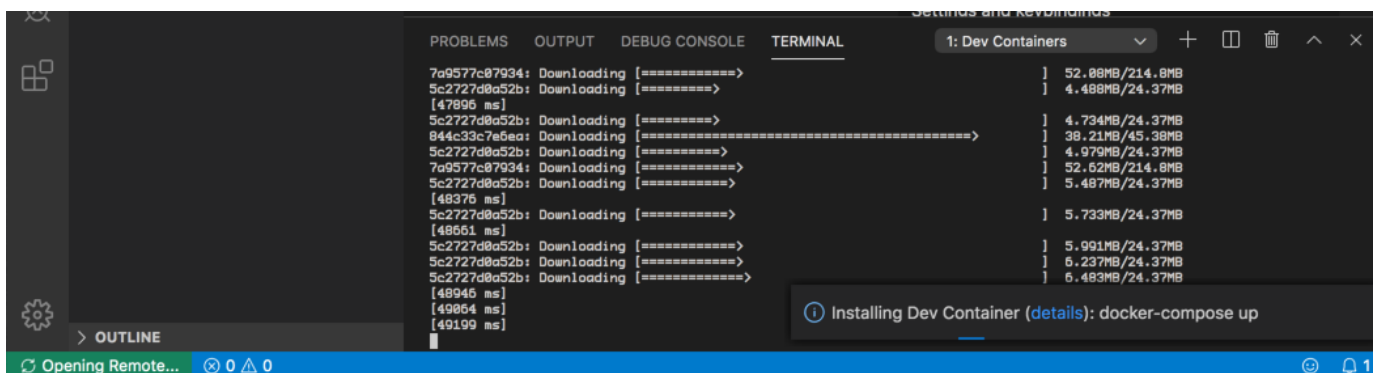 Settings and keybindings
PROBLEMS OUTPUT DEBUG CONSOLE TERMINAL 1: Dev Containers
7a9577c07934: Downloading [============> ] 52.08MB/214.8MB
5c2727d0a52b: Downloading [=========> ] 4.488MB/24.37MB
[47896 ms]
5c2727d0a52b: Downloading [=========> ] 4.734MB/24.37MB
844c33c7e6ea: Downloading [==========================================> ] 38.21MB/45.38MB
5c2727d0a52b: Downloading [==========> ] 4.979MB/24.37MB
7a9577c07934: Downloading [============> ] 52.62MB/214.8MB
5c2727d0a52b: Downloading [===========> ] 5.487MB/24.37MB
[48376 ms]
5c2727d0a52b: Downloading [===========> ] 5.733MB/24.37MB
[48661 ms]
5c2727d0a52b: Downloading [============> ] 5.991MB/24.37MB
5c2727d0a52b: Downloading [============> ] 6.237MB/24.37MB
5c2727d0a52b: Downloading [=============> ] 6.483MB/24.37MB
[48946 ms]
[49064 ms]
[49199 ms]
Installing Dev Container (details): docker-compose up
OUTLINE
Opening Remote... 0 0 1